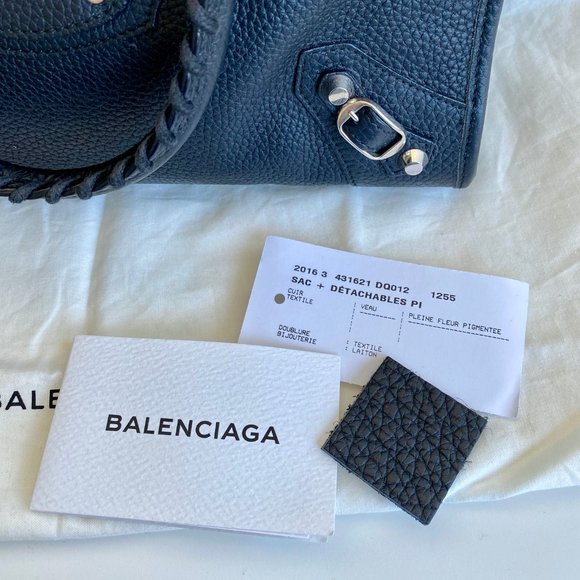 2016 3 431621 DQ012 1255
SAC + DÉTACHABLES PI
CUIR VEAU PLEINE FLEUR PIGMENTEE
TEXTILE
DOUBLURE : TEXTILE
BIJOUTERIE : LAITON
BALE
BALENCIAGA